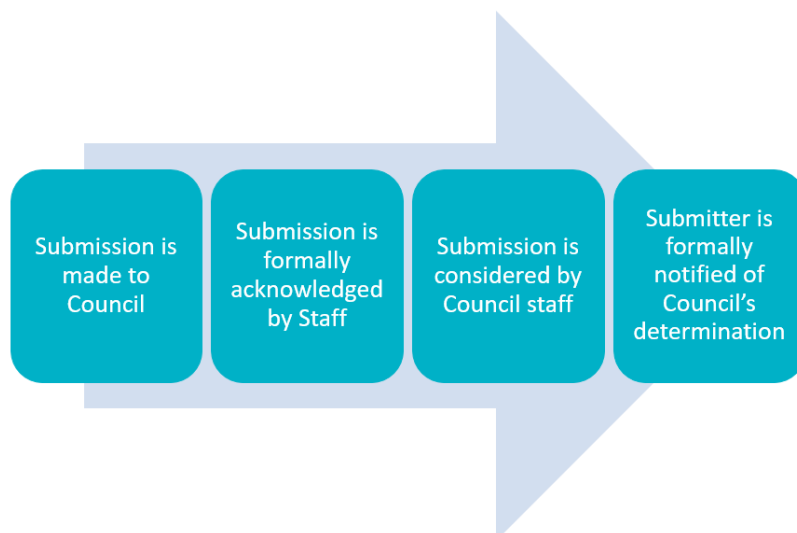 Submission is
made to
Council
Submission is
formally
acknowledged
by Staff
Submission is
considered by
Council staff
Submitter is
formally
notified of
Council's
determination